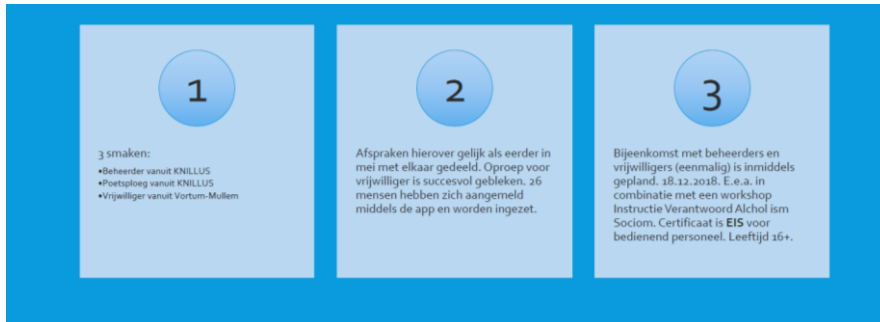 1
3 smaken:
•Beheerder vanuit KNILLUS
•Poetsploeg vanuit KNILLUS
•Vrijwilliger vanuit Vortum-Mullem
2
Afspraken hierover gelijk als eerder in
mei met elkaar gedeeld. Oproep voor
vrijwilliger is succesvol gebleken. 26
mensen hebben zich aangemeld
middels de app en worden ingezet.
3
Bijeenkomst met beheerders en
vrijwilligers (eenmalig) is inmiddels
gepland. 18.12.2018. E.e.a. in
combinatie met een workshop
Instructie Verantwoord Alchol ism
Sociom. Certificaat is EIS voor
bedienend personeel. Leeftijd 16+.